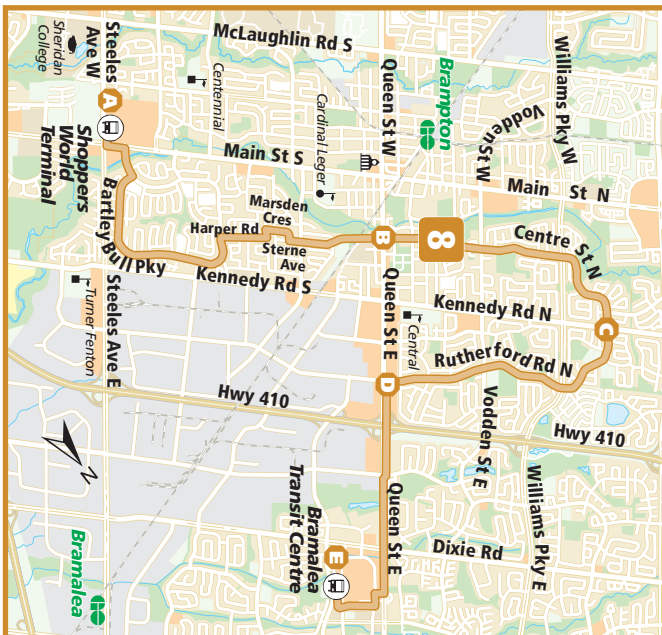 McLaughlin Rd S
Steeles
Ave W
Sheridan
College
A
Shoppers
World
Terminal
Centennial
Cardinal Leger
Queen St W
Brampton
Williams Pky W
Vodden
St W
Main St S
Main St N
Marsden
Cres
Harper Rd
Sterne
Ave
B
8
Centre St N
Bartley Bull Pky
Kennedy Rd S
Queen St E
Kennedy Rd N
C
Steeles Ave E
Turner Fenton
Central
Rutherford Rd N
D
Hwy 410
Vodden
St E
Hwy 410
Williams Pky E
N
Bramalea
Transit Centre
E
Queen St E
Dixie Rd
Bramalea